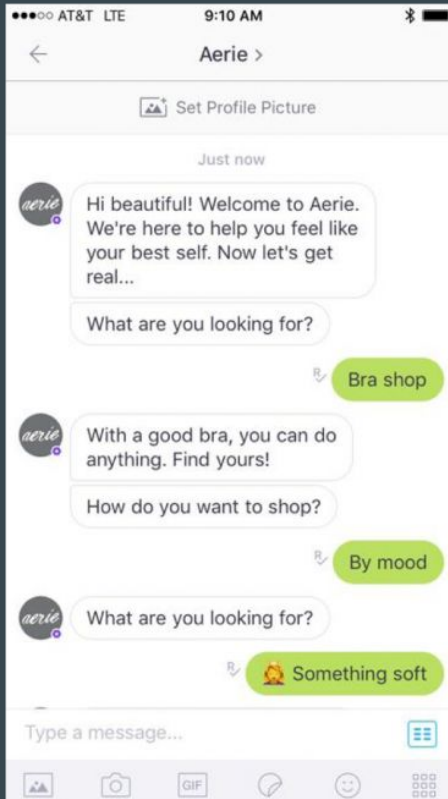 AT&T LTE 9:10 AM
Aerie >
Set Profile Picture
Just now
aerie
Hi beautiful! Welcome to Aerie.
We're here to help you feel like
your best self. Now let's get
real...
What are you looking for?
R
Bra shop
aerie
With a good bra, you can do
anything. Find yours!
How do you want to shop?
R
By mood
aerie
What are you looking for?
R
Something soft
Type a message...
GIF